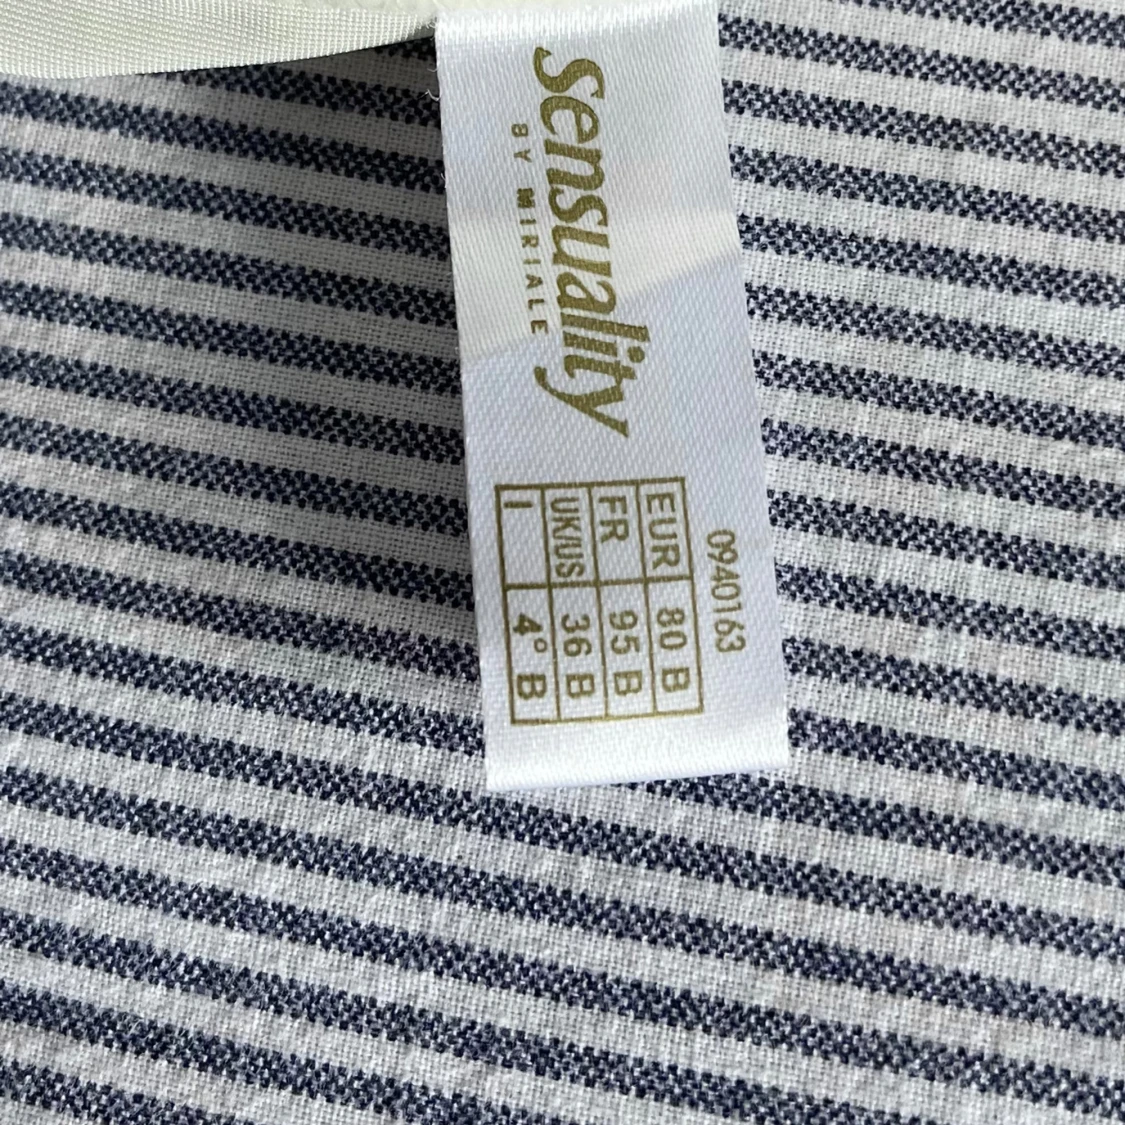 sensuality
BY MIRIALE
0940163
EUR 80 B
FR 95 B
UK/US 36 B
I 4° B